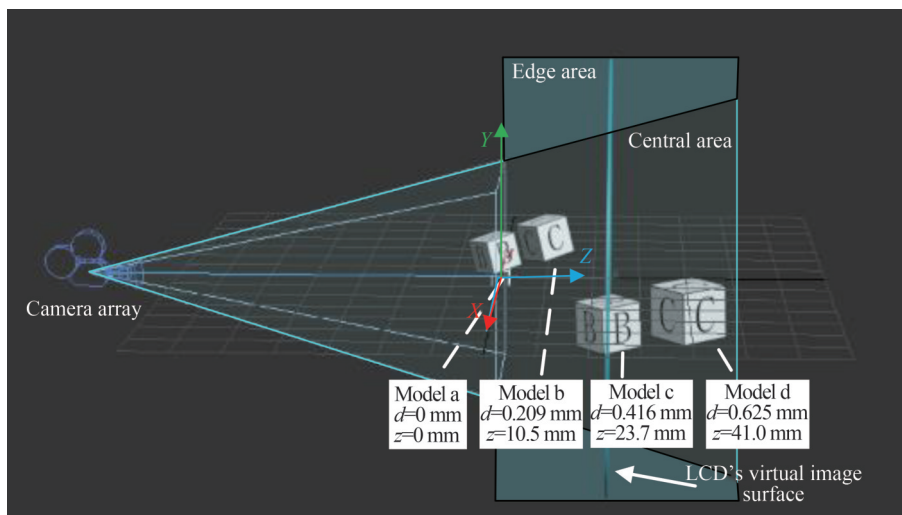 Edge area
Central area
Y
Z
X
Camera array
B B
C C
B B
C C
Model a
d=0 mm
z=0 mm
Model b
d=0.209 mm
z=10.5 mm
Model c
d=0.416 mm
z=23.7 mm
Model d
d=0.625 mm
z=41.0 mm
LCD's virtual image
surface